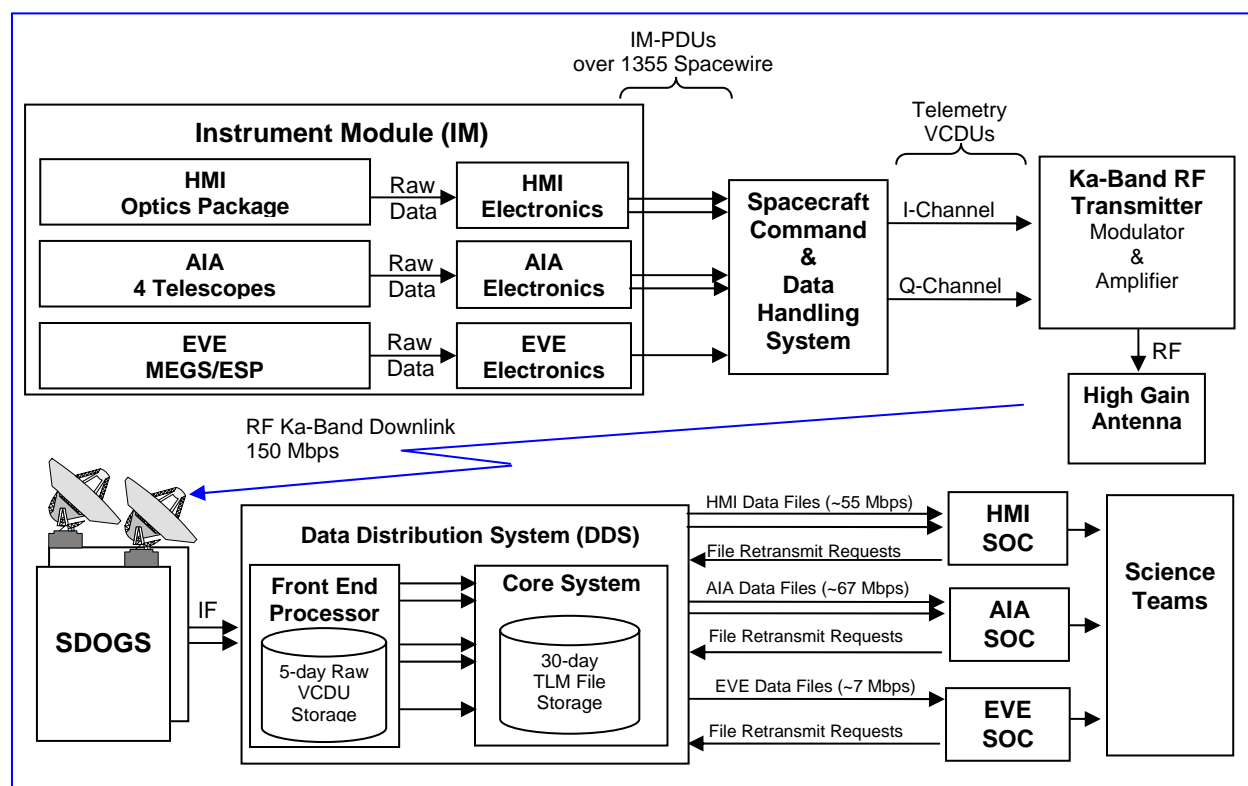 IM-PDUs
over 1355 Spacewire
Telemetry
VCDUs
Instrument Module (IM)
HMI
Optics Package
Raw
Data
HMI
Electronics
AIA
4 Telescopes
Raw
Data
AIA
Electronics
EVE
MEGS/ESP
Raw
Data
EVE
Electronics
Spacecraft
Command
&
Data
Handling
System
I-Channel
Q-Channel
Ka-Band RF
Transmitter
Modulator
&
Amplifier
RF
High Gain
Antenna
RF Ka-Band Downlink
150 Mbps
SDOGS
IF
Data Distribution System (DDS)
Front End
Processor
5-day Raw
VCDU
Storage
Core System
30-day
TLM File
Storage
HMI Data Files (~55 Mbps)
File Retransmit Requests
AIA Data Files (~67 Mbps)
File Retransmit Requests
EVE Data Files (~7 Mbps)
File Retransmit Requests
HMI
SOC
AIA
SOC
EVE
SOC
Science
Teams